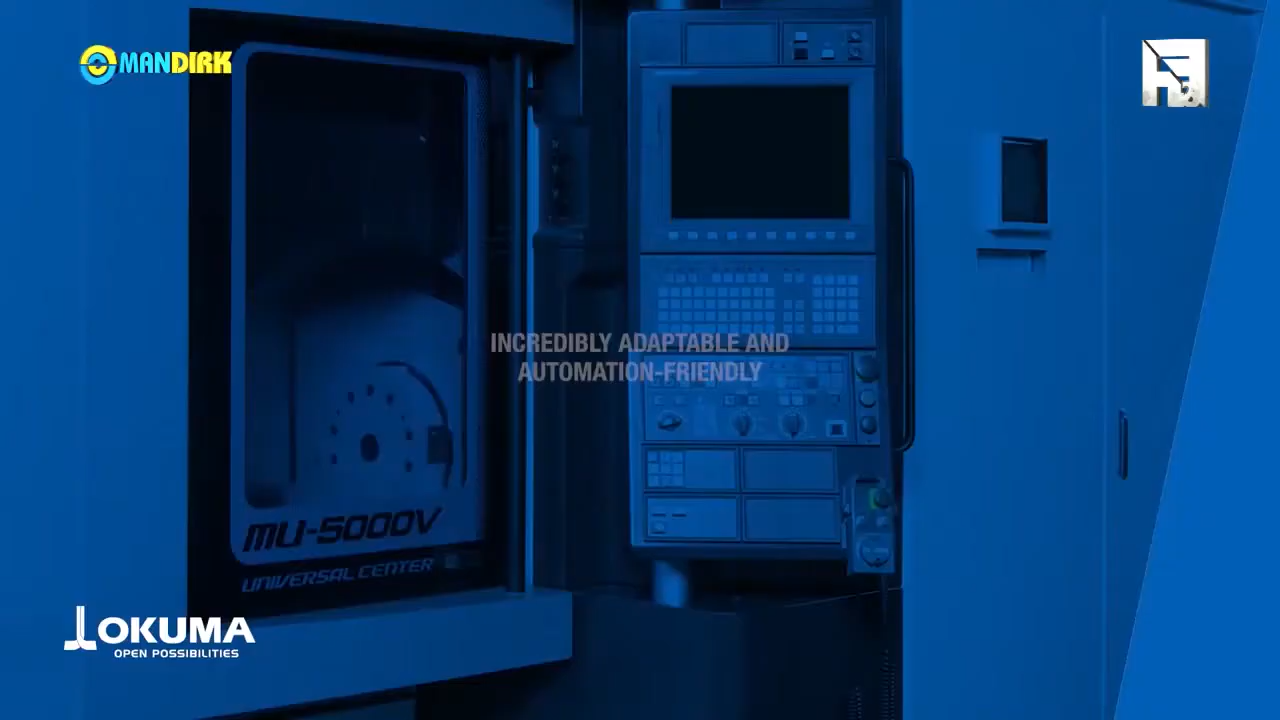 MANDIRK
INCREDIBLY ADAPTABLE AND
AUTOMATION-FRIENDLY
MU-5000V
UNIVERSAL CENTER
OKUMA
OPEN POSSIBILITIES